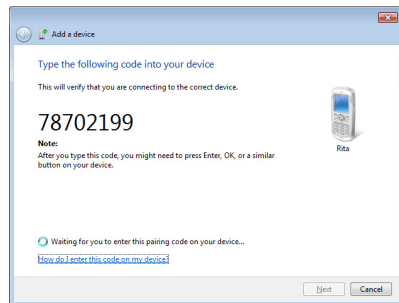 Add a device
Type the following code into your device
This will verify that you are connecting to the correct device.
78702199
Note:
After you type this code, you might need to press Enter, OK, or a similar
button on your device.
Rita
Waiting for you to enter this pairing code on your device...
How do I enter this code on my device?
Next
Cancel